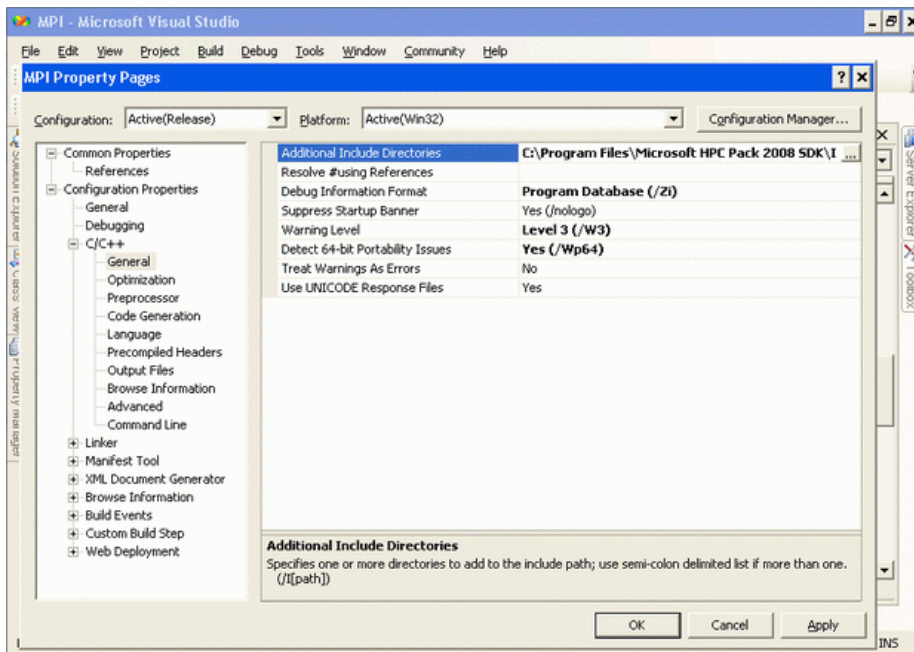 MPI - Microsoft Visual Studio
File Edit View Project Build Debug Tools Window Community Help
MPI Property Pages
Configuration: Active(Release) Platform: Active(Win32) Configuration Manager...
Common Properties
References
Configuration Properties
General
Debugging
C/C++
General
Optimization
Preprocessor
Code Generation
Language
Precompiled Headers
Output Files
Browse Information
Advanced
Command Line
Linker
Manifest Tool
XML Document Generator
Browse Information
Build Events
Custom Build Step
Web Deployment
Additional Include Directories C:\Program Files\Microsoft HPC Pack 2008 SDK\I ...
Resolve #using References
Debug Information Format Program Database (/Zi)
Suppress Startup Banner Yes (/nologo)
Warning Level Level 3 (/W3)
Detect 64-bit Portability Issues Yes (/Wp64)
Treat Warnings As Errors No
Use UNICODE Response Files Yes
Additional Include Directories
Specifies one or more directories to add to the include path; use semi-colon delimited list if more than one.
(/I[path])
OK Cancel Apply
Server Explorer
Toolbox
INS